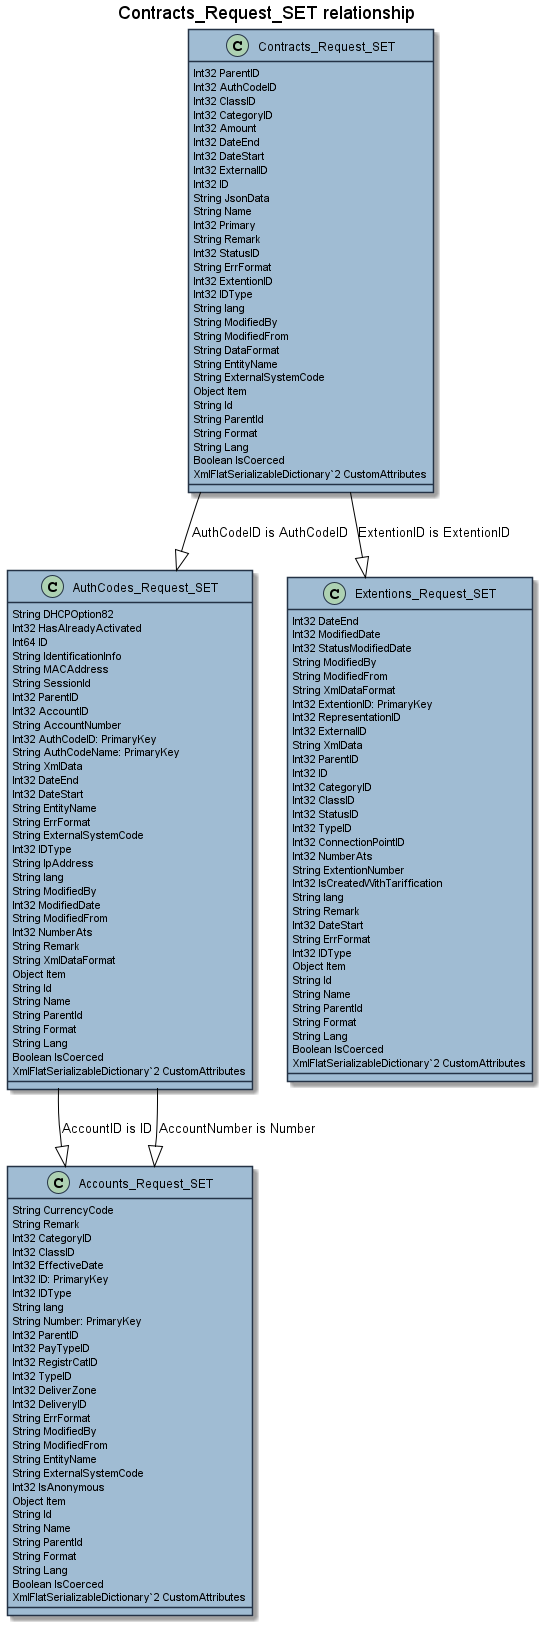 Contracts_Request_SET relationship
C Contracts_Request_SET
Int32 ParentID
Int32 AuthCodeID
Int32 ClassID
Int32 CategoryID
Int32 Amount
Int32 DateEnd
Int32 DateStart
Int32 ExternalID
Int32 ID
String JsonData
String Name
Int32 Primary
String Remark
Int32 StatusID
String ErrFormat
Int32 ExtentionID
Int32 IDType
String lang
String ModifiedBy
String ModifiedFrom
String DataFormat
String EntityName
String ExternalSystemCode
Object Item
String Id
String ParentId
String Format
String Lang
Boolean IsCoerced
XmlFlatSerializableDictionary`2 CustomAttributes
AuthCodeID is AuthCodeID
ExtentionID is ExtentionID
C AuthCodes_Request_SET
String DHCPOption82
Int32 HasAlreadyActivated
Int64 ID
String IdentificationInfo
String MACAddress
String SessionId
Int32 ParentID
Int32 AccountID
String AccountNumber
Int32 AuthCodeID: PrimaryKey
String AuthCodeName: PrimaryKey
String XmlData
Int32 DateEnd
Int32 DateStart
String EntityName
String ErrFormat
String ExternalSystemCode
Int32 IDType
String IpAddress
String lang
String ModifiedBy
Int32 ModifiedDate
String ModifiedFrom
Int32 NumberAts
String Remark
String XmlDataFormat
Object Item
String Id
String Name
String ParentId
String Format
String Lang
Boolean IsCoerced
XmlFlatSerializableDictionary`2 CustomAttributes
C Extentions_Request_SET
Int32 DateEnd
Int32 ModifiedDate
Int32 StatusModifiedDate
String ModifiedBy
String ModifiedFrom
String XmlDataFormat
Int32 ExtentionID: PrimaryKey
Int32 RepresentationID
Int32 ExternalID
String XmlData
Int32 ParentID
Int32 ID
Int32 CategoryID
Int32 ClassID
Int32 StatusID
Int32 TypeID
Int32 ConnectionPointID
Int32 NumberAts
String ExtentionNumber
Int32 IsCreatedWithTariffication
String lang
String Remark
Int32 DateStart
String ErrFormat
Int32 IDType
Object Item
String Id
String Name
String ParentId
String Format
String Lang
Boolean IsCoerced
XmlFlatSerializableDictionary`2 CustomAttributes
AccountID is ID
AccountNumber is Number
C Accounts_Request_SET
String CurrencyCode
String Remark
Int32 CategoryID
Int32 ClassID
Int32 EffectiveDate
Int32 ID: PrimaryKey
Int32 IDType
String lang
String Number: PrimaryKey
Int32 ParentID
Int32 PayTypeID
Int32 RegistrCatID
Int32 TypeID
Int32 DeliverZone
Int32 DeliveryID
String ErrFormat
String ModifiedBy
String ModifiedFrom
String EntityName
String ExternalSystemCode
Int32 IsAnonymous
Object Item
String Id
String Name
String ParentId
String Format
String Lang
Boolean IsCoerced
XmlFlatSerializableDictionary`2 CustomAttributes